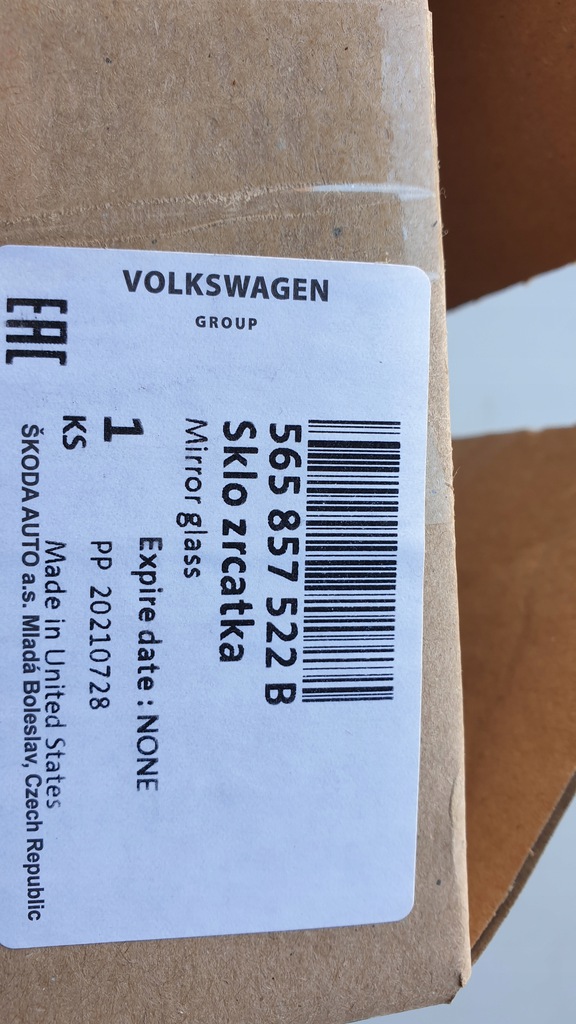 VOLKSWAGEN
GROUP
EAC
565 857 522 B
Sklo zrcatka
Mirror glass
1
KS
Expire date : NONE
PP 20210728
Made in United States
ŠKODA AUTO a.s. Mladá Boleslav, Czech Republic